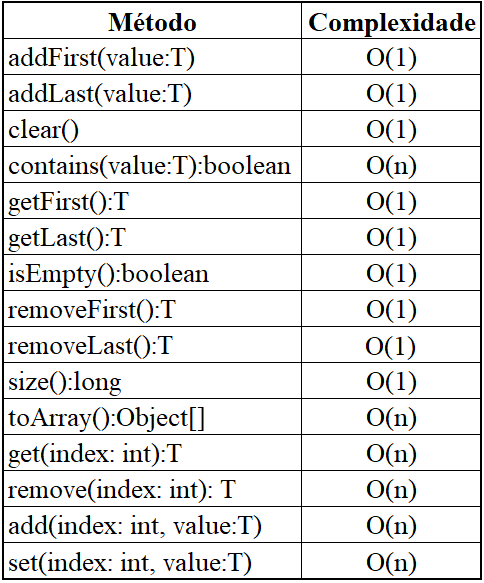 Método Complexidade
addFirst(value:T) O(1)
addLast(value:T) O(1)
clear() O(1)
contains(value:T):boolean O(n)
getFirst():T O(1)
getLast():T O(1)
isEmpty():boolean O(1)
removeFirst():T O(1)
removeLast():T O(1)
size():long O(1)
toArray():Object[] O(n)
get(index: int):T O(n)
remove(index: int): T O(n)
add(index: int, value:T) O(n)
set(index: int, value:T) O(n)